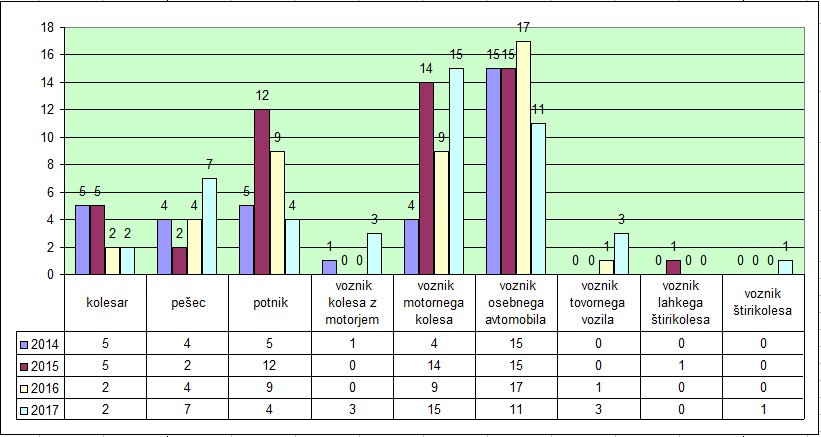 18
16
14
12
10
8
6
4
2
0
5 5 2 2
4 2 4 7
5 12 9 4
1 0 0 3
4 14 9 15
15 15 17 11
0 0 1 3
0 1 0 0
0 0 0 1
kolesar
pešec
potnik
voznik
kolesa z
motorjem
voznik
motornega
kolesa
voznik
osebnega
avtomobila
voznik
tovornega
vozila
voznik
lahkega
štirikolesa
voznik
štirikolesa
2014 5 4 5 1 4 15 0 0 0
2015 5 2 12 0 14 15 0 1 0
2016 2 4 9 0 9 17 1 0 0
2017 2 7 4 3 15 11 3 0 1